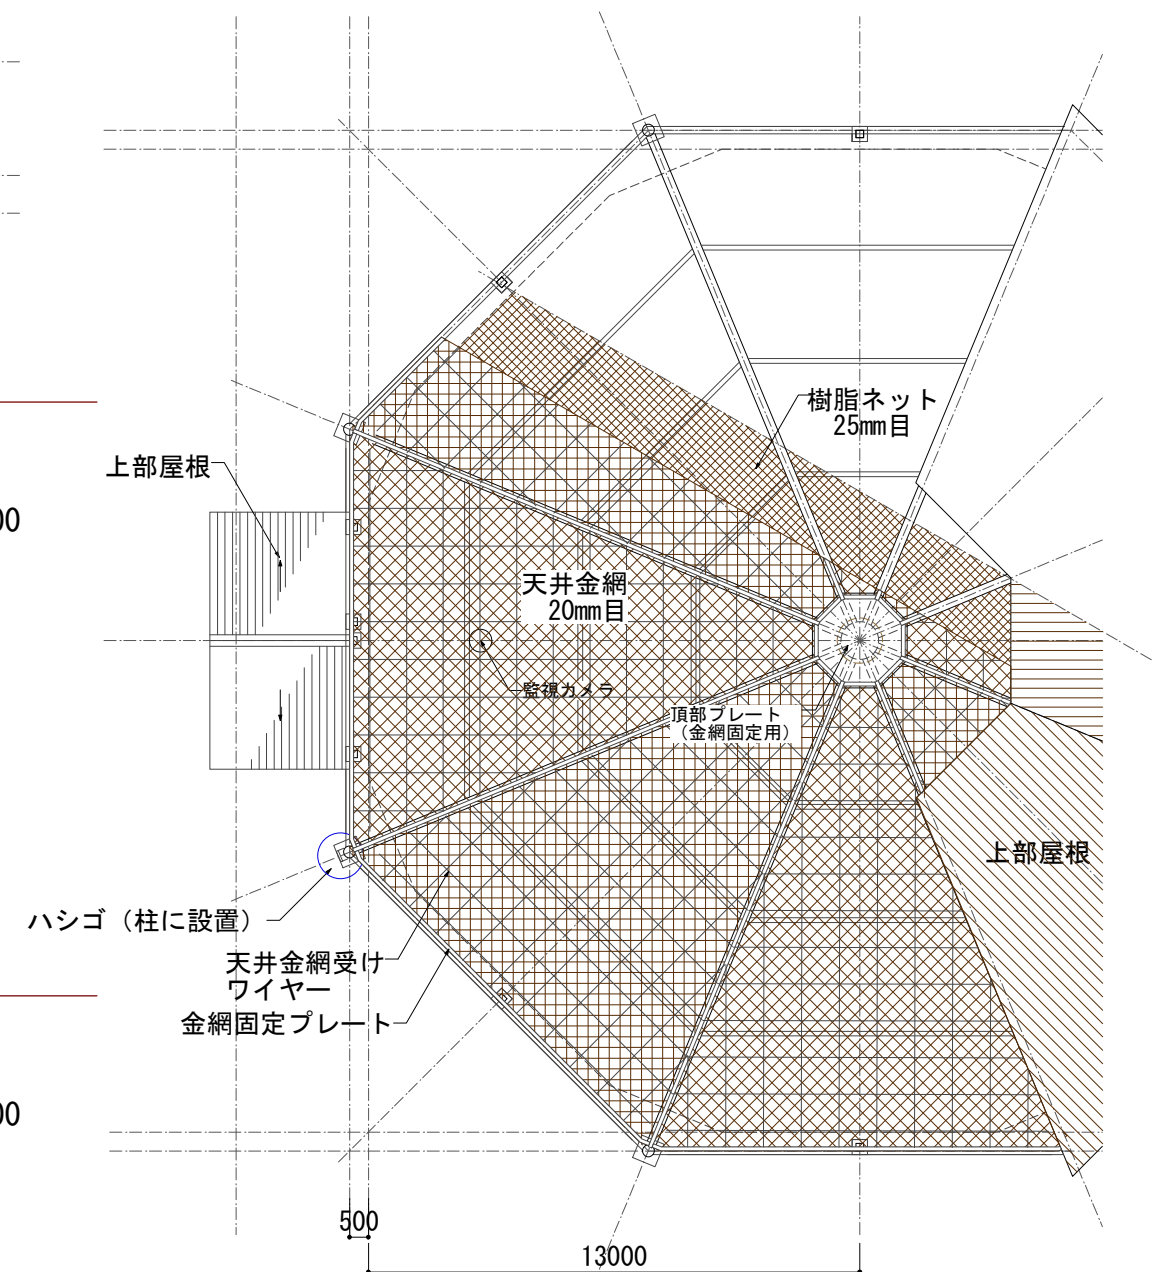 樹脂ネット
25mm目
上部屋根
00
天井金網
20mm目
監視カメラ
頂部プレート
（金網固定用）
上部屋根
ハシゴ（柱に設置）
天井金網受け
ワイヤー
金網固定プレート
00
500
13000